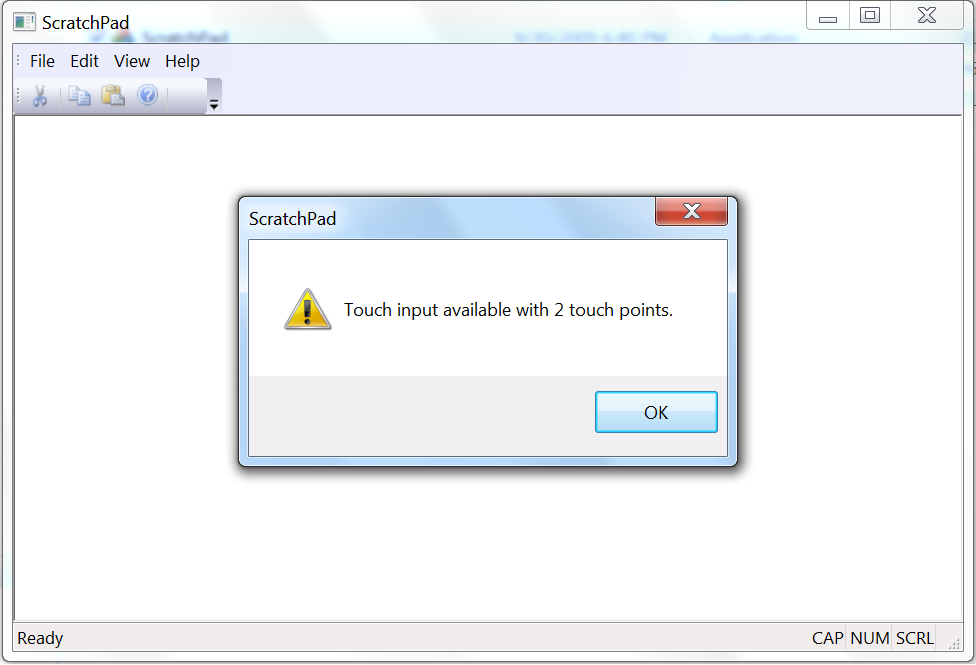 ScratchPad
File Edit View Help
ScratchPad
Touch input available with 2 touch points.
OK
Ready
CAP NUM SCRL